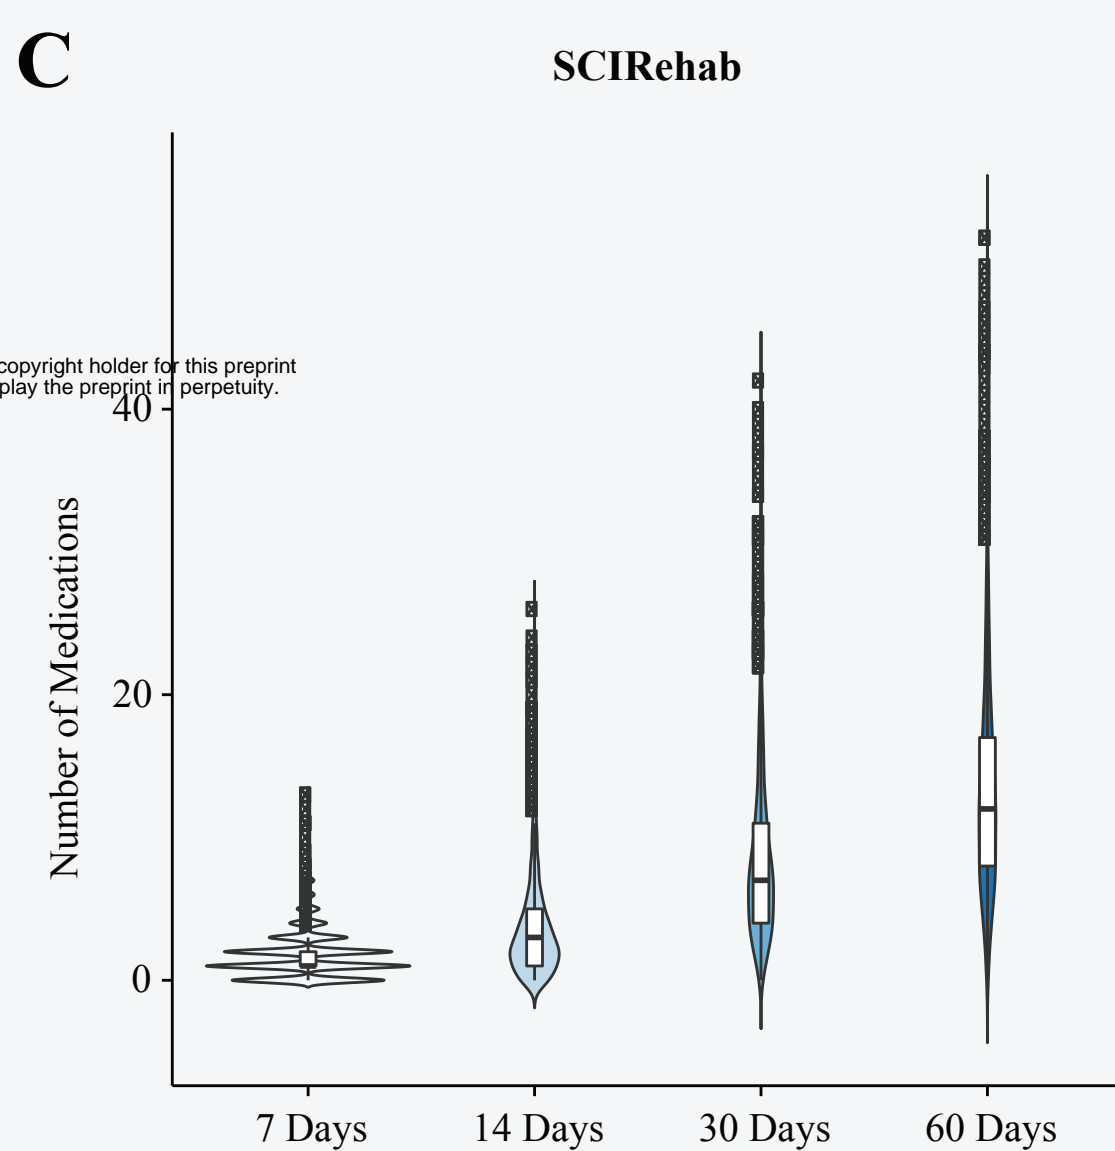 C
SCIRehab
copyright holder for this preprint
play the preprint in perpetuity.
40
Number of Medications
20
0
7 Days
14 Days
30 Days
60 Days